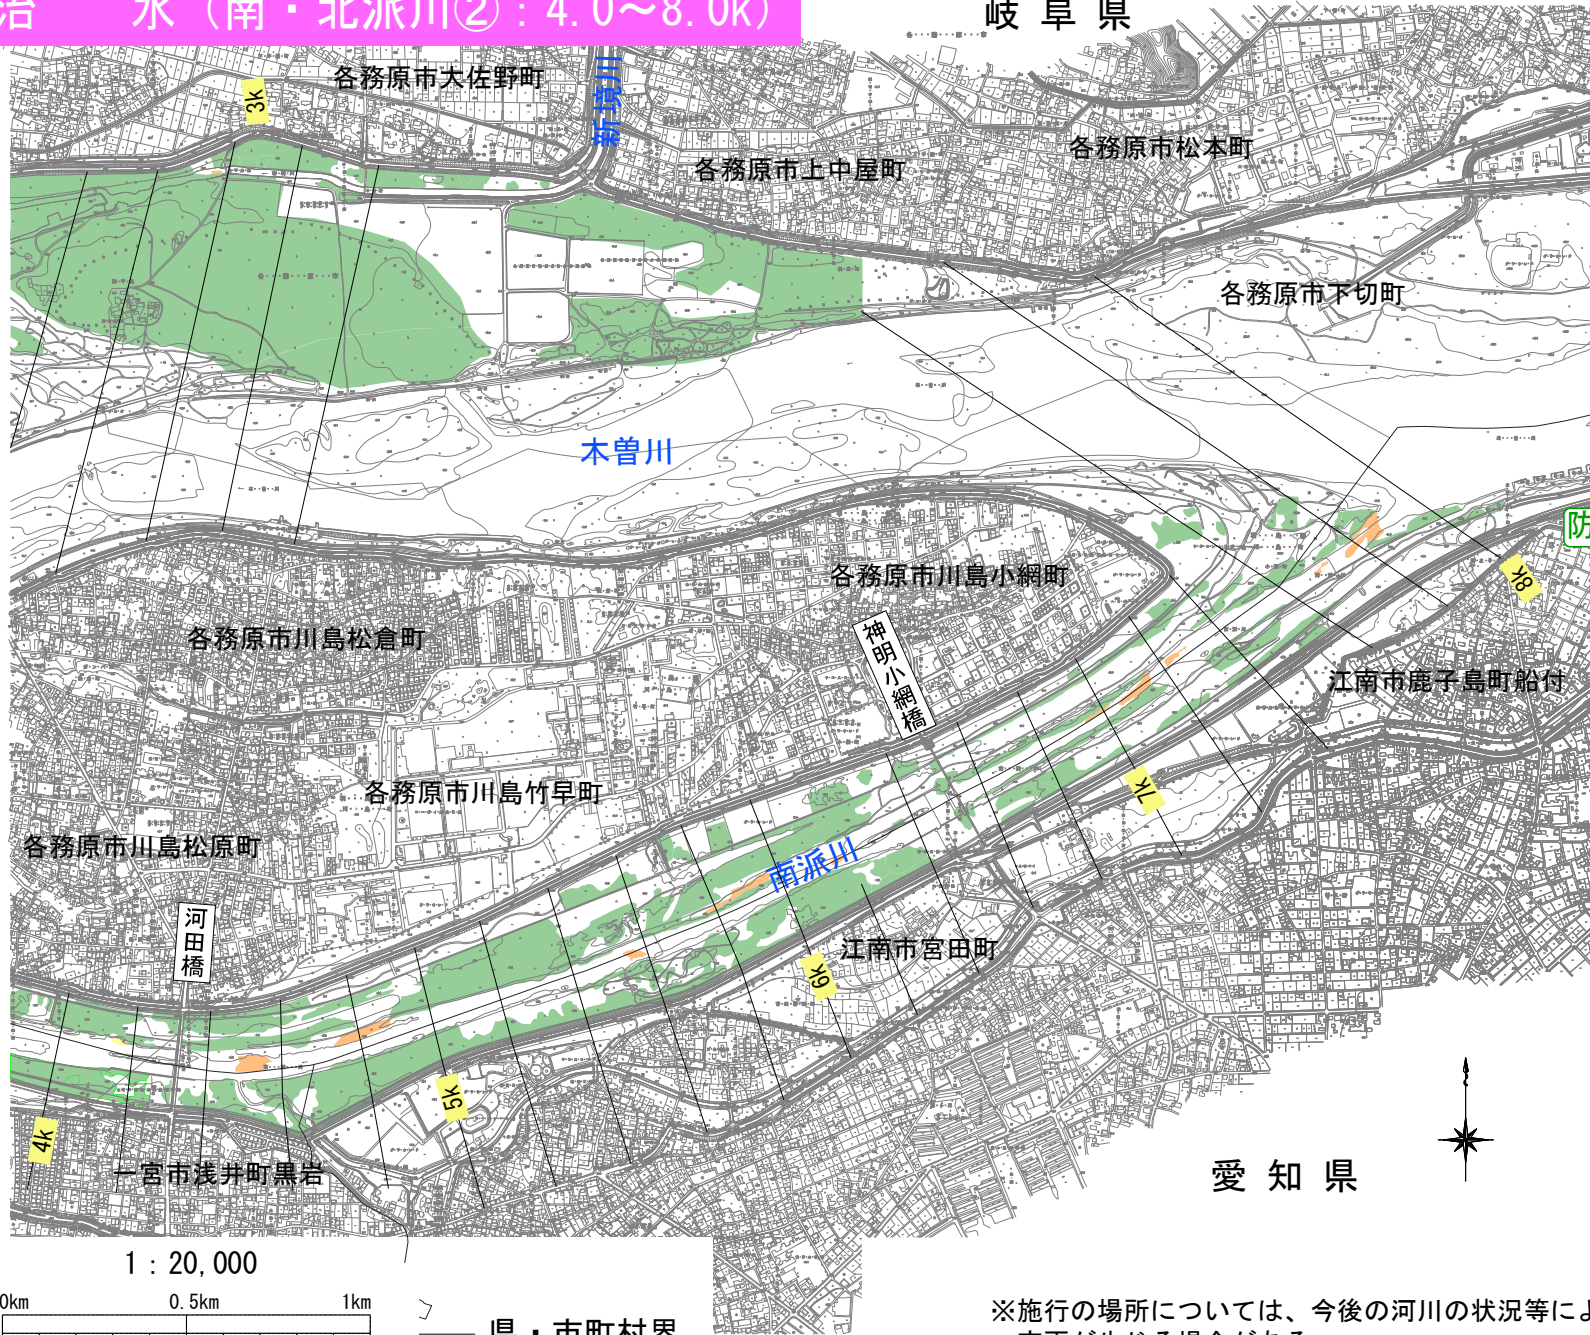 治　水（南・北派川②：4.0～8.0k）
岐阜県
各務原市大佐野町
3k
新境川
各務原市上中屋町
各務原市松本町
各務原市下切町
木曽川
防
各務原市川島小網町
8k
各務原市川島松倉町
神明小網橋
江南市鹿子島町船付
各務原市川島竹早町
7k
各務原市川島松原町
南派川
河田橋
江南市宮田町
6k
5k
4k
一宮市浅井町黒岩
愛知県
1：20,000
0km 0.5km 1km
県・市町村界
※施行の場所については、今後の河川の状況等によ